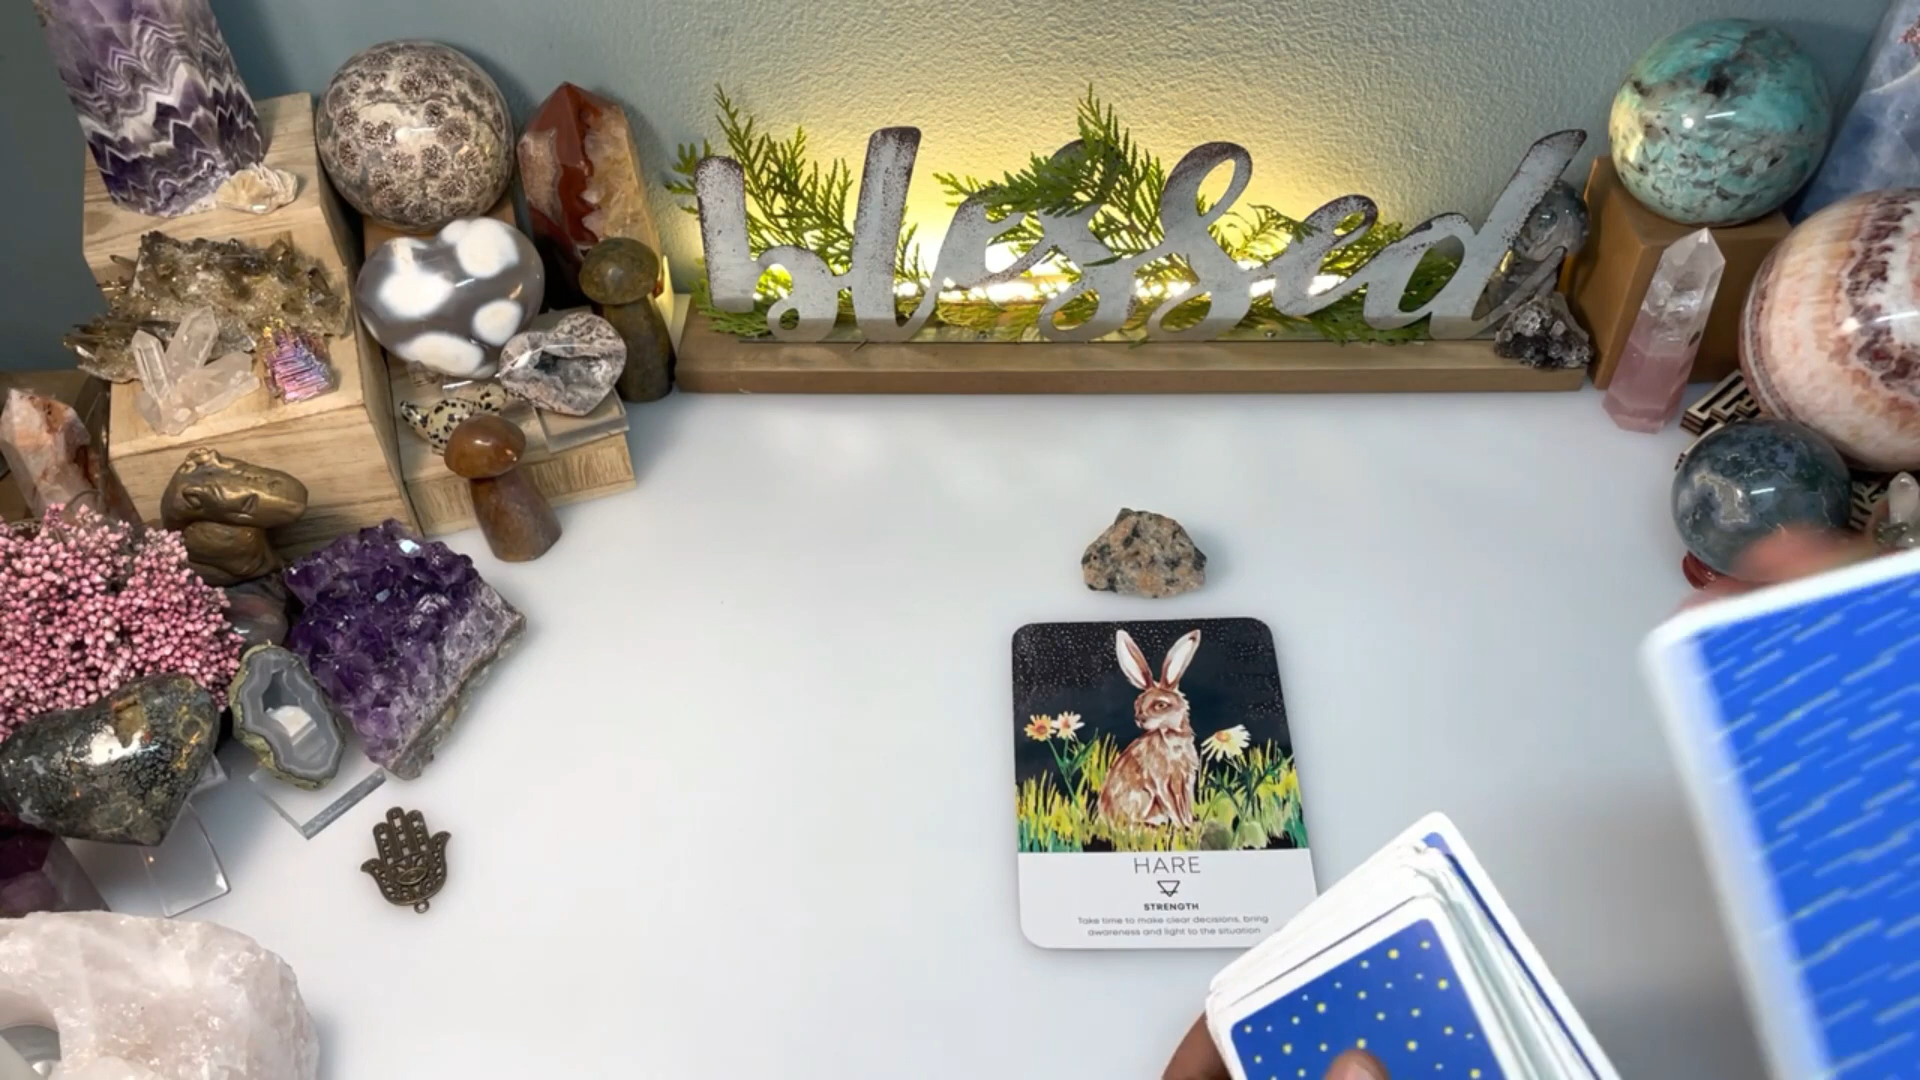 blessed
HARE
STRENGTH
Take time to make clear decisions, bring
awareness and light to the situation